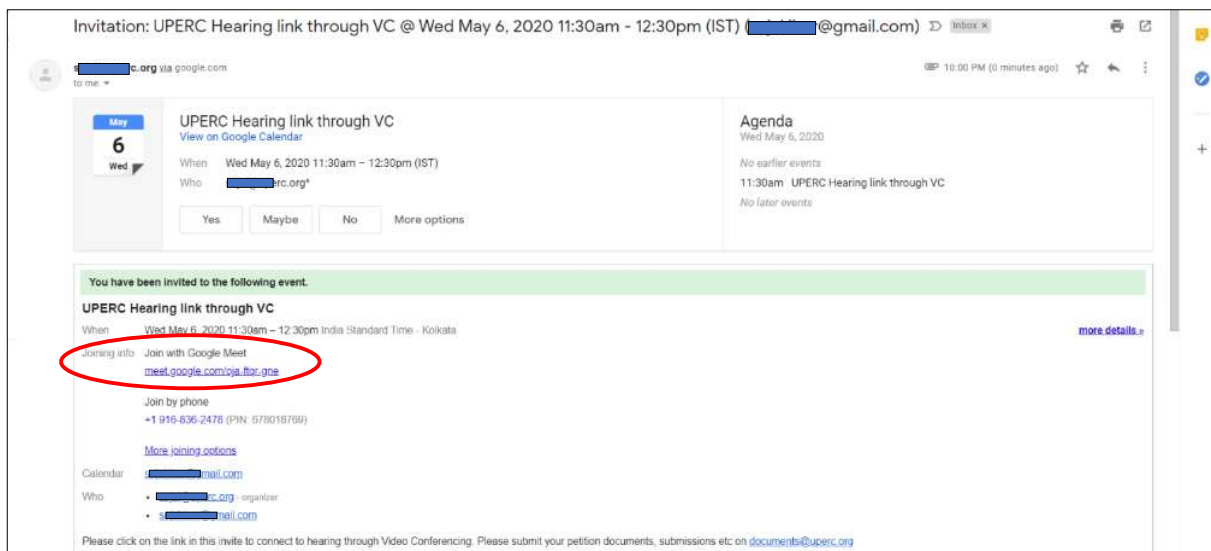 Invitation: UPERC Hearing link through VC @ Wed May 6, 2020 11:30am - 12:30pm (IST) ( @gmail.com) Inbox ×
s c.org via google.com 10:00 PM (0 minutes ago)
to me
May
6
Wed
UPERC Hearing link through VC
View on Google Calendar
When Wed May 6, 2020 11:30am – 12:30pm (IST)
Who erc.org*
Yes Maybe No More options
Agenda
Wed May 6, 2020
No earlier events
11:30am UPERC Hearing link through VC
No later events
You have been invited to the following event.
UPERC Hearing link through VC
When Wed May 6, 2020 11:30am – 12:30pm India Standard Time - Kolkata
more details »
Joining info Join with Google Meet
meet.google.com/oja-ftqr-gne
Join by phone
+1 916-836-2478 (PIN: 678018769)
More joining options
Calendar mail.com
Who • rc.org - organizer
• s mail.com
Please click on the link in this invite to connect to hearing through Video Conferencing. Please submit your petition documents, submissions etc on documents@uperc.org